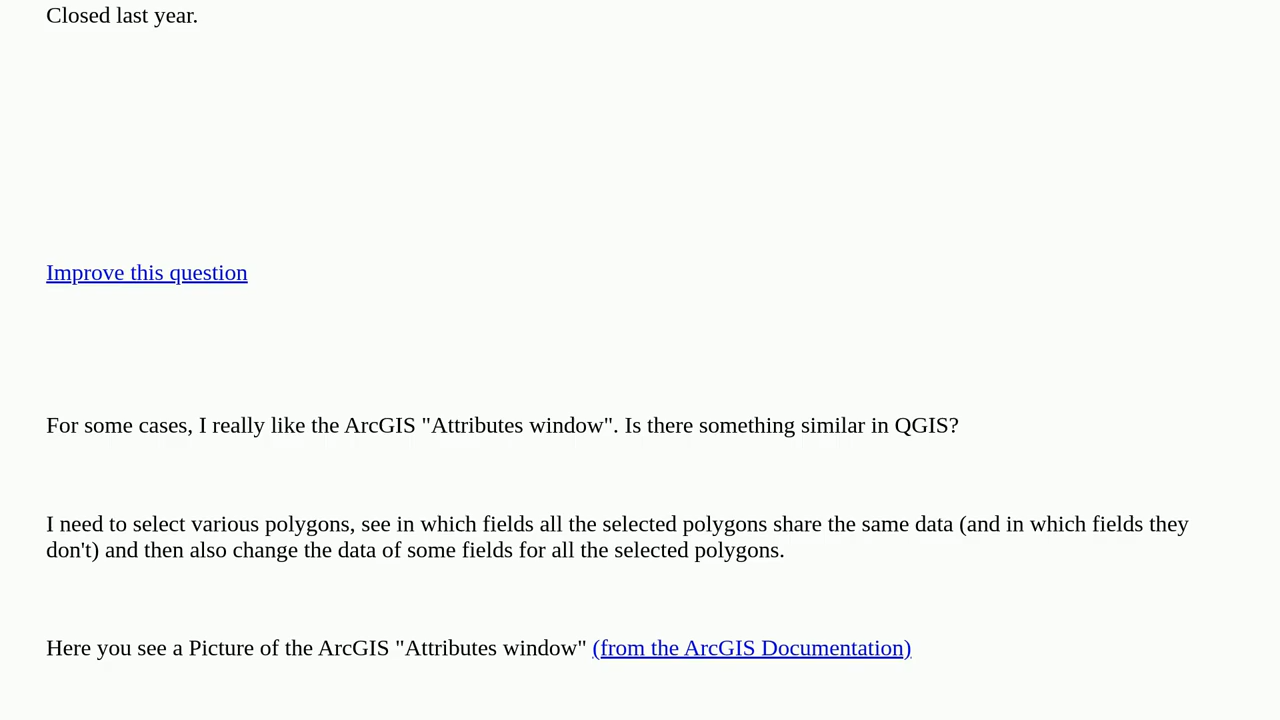 Closed last year.
Improve this question
For some cases, I really like the ArcGIS "Attributes window". Is there something similar in QGIS?
I need to select various polygons, see in which fields all the selected polygons share the same data (and in which fields they
don't) and then also change the data of some fields for all the selected polygons.
Here you see a Picture of the ArcGIS "Attributes window" (from the ArcGIS Documentation)